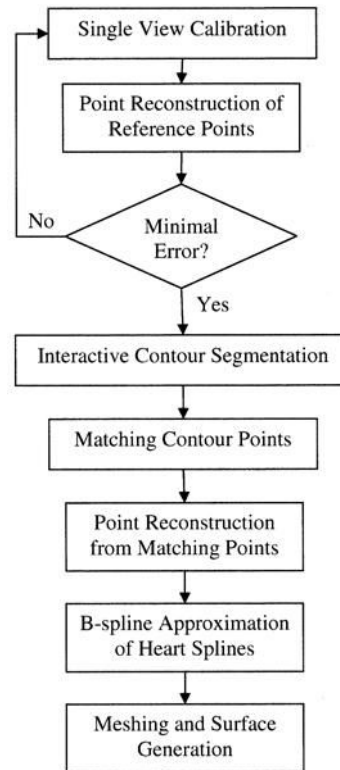 Single View Calibration
Point Reconstruction of
Reference Points
No
Minimal
Error?
Yes
Interactive Contour Segmentation
Matching Contour Points
Point Reconstruction
from Matching Points
B-spline Approximation
of Heart Splines
Meshing and Surface
Generation